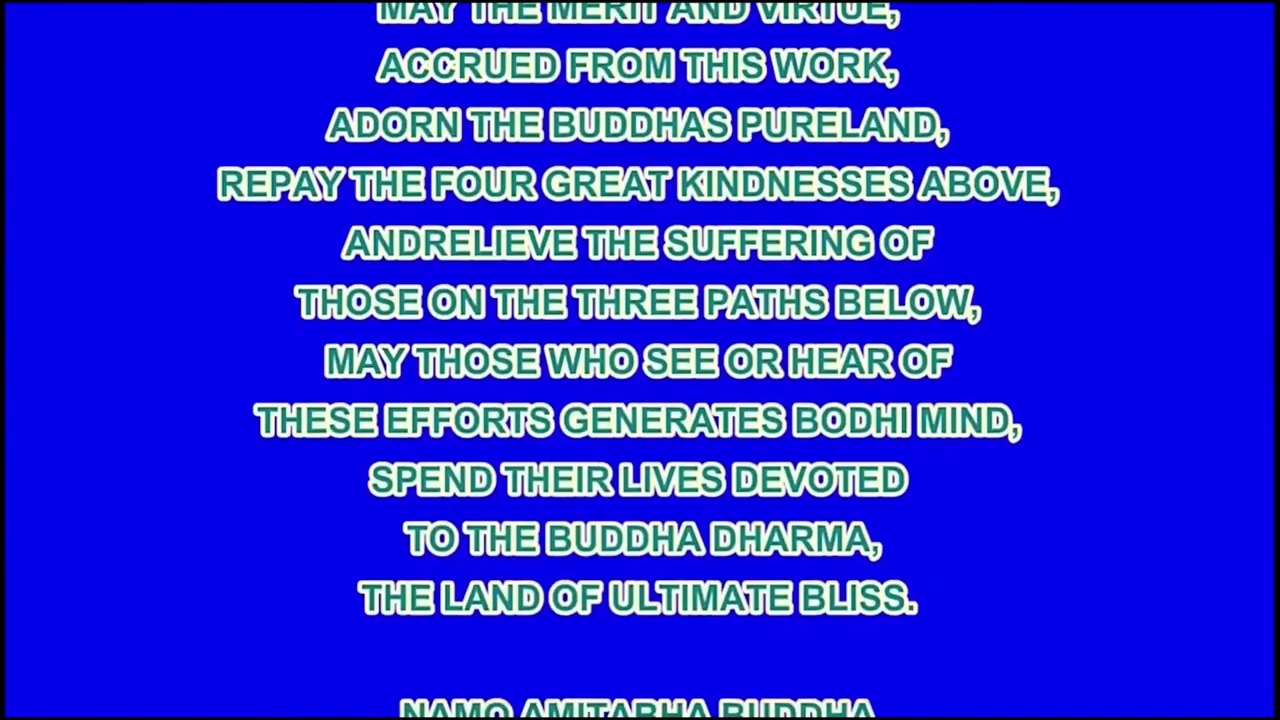 MAY THE MERIT AND VIRTUE,
ACCRUED FROM THIS WORK,
ADORN THE BUDDHAS PURELAND,
REPAY THE FOUR GREAT KINDNESSES ABOVE,
ANDRELIEVE THE SUFFERING OF
THOSE ON THE THREE PATHS BELOW,
MAY THOSE WHO SEE OR HEAR OF
THESE EFFORTS GENERATES BODHI MIND,
SPEND THEIR LIVES DEVOTED
TO THE BUDDHA DHARMA,
THE LAND OF ULTIMATE BLISS.
NAMO AMITABHA BUDDHA